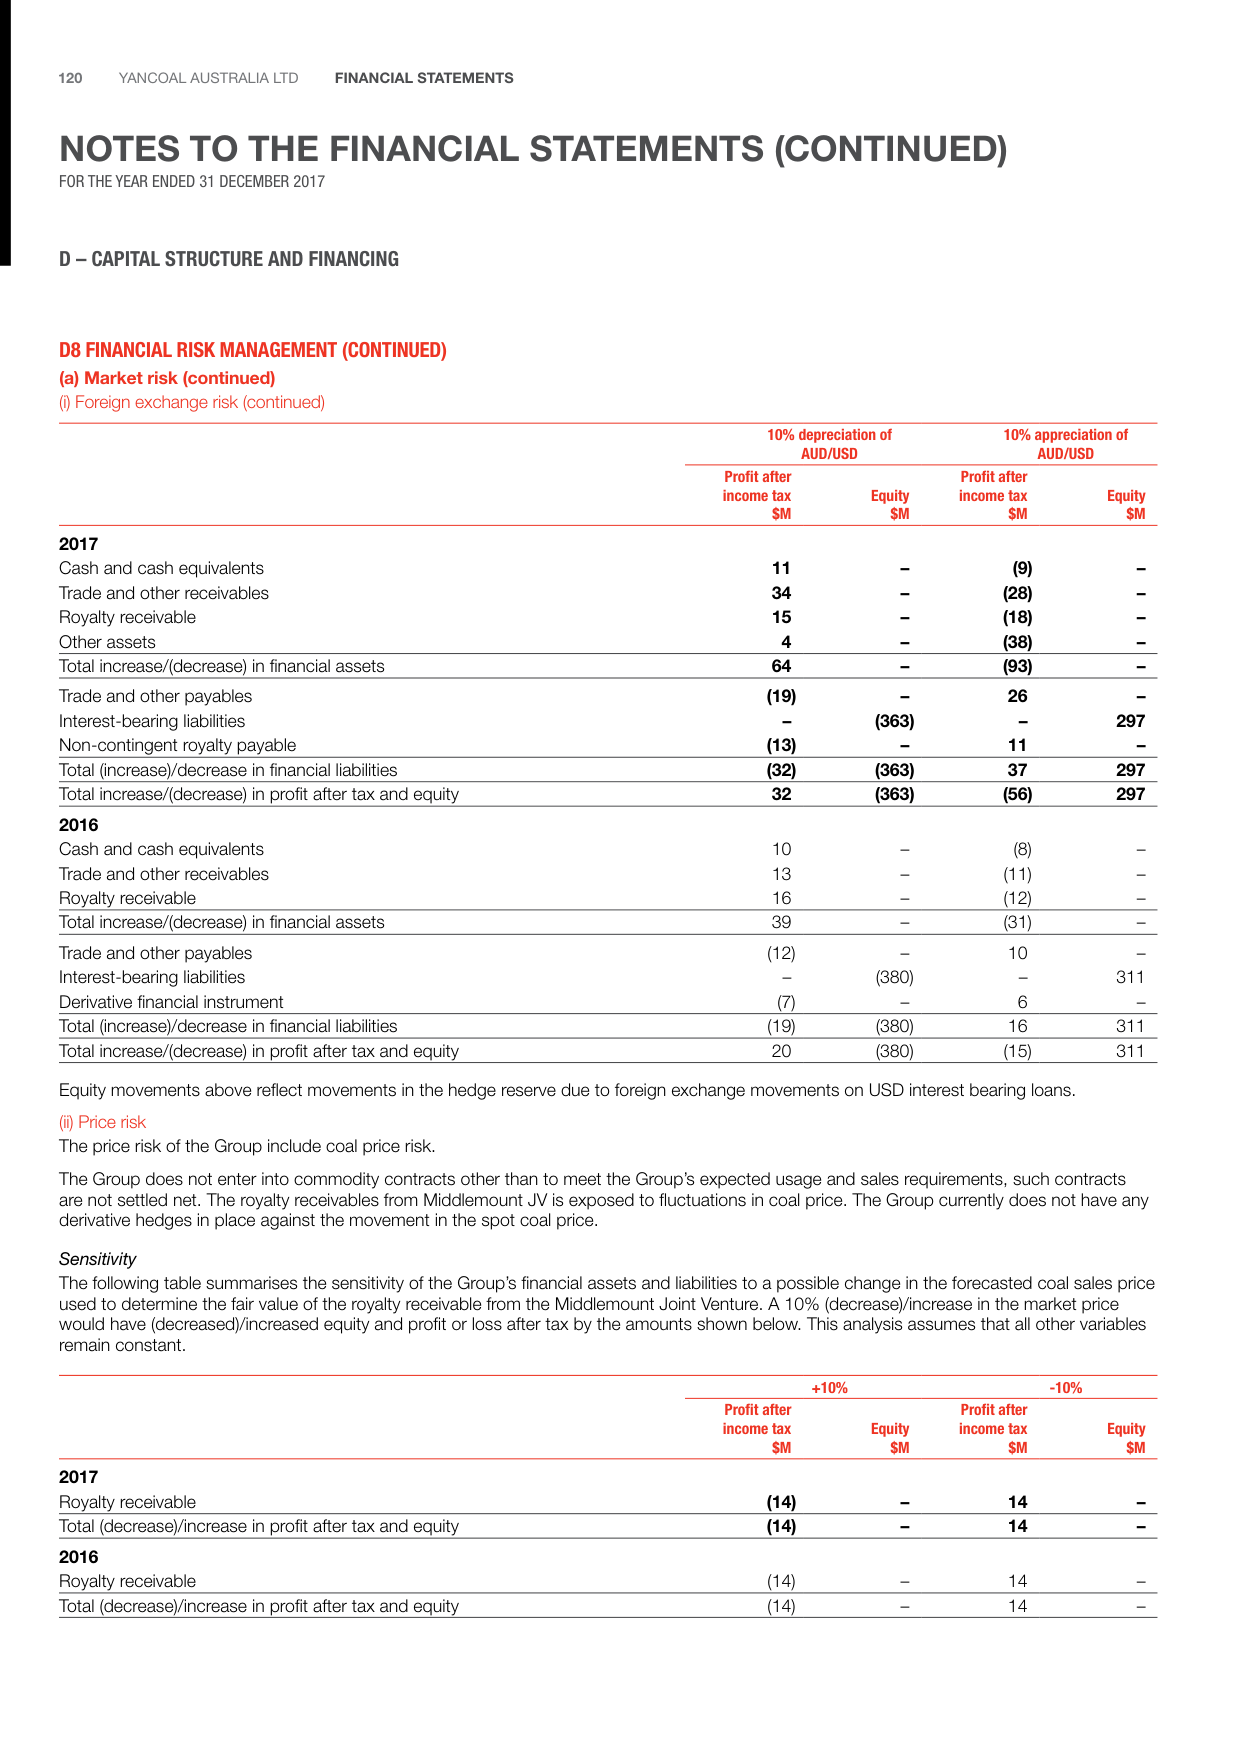 120 YANCOAL AUSTRALIA LTD FINANCIAL STATEMENTS
NOTES TO THE FINANCIAL STATEMENTS (CONTINUED)
FOR THE YEAR ENDED 31 DECEMBER 2017
D – CAPITAL STRUCTURE AND FINANCING
D8 FINANCIAL RISK MANAGEMENT (CONTINUED)
(a) Market risk (continued)
(i) Foreign exchange risk (continued)
10% depreciation of 10% appreciation of
AUD/USD AUD/USD
Profit after Profit after
income tax Equity income tax Equity
$M $M $M $M
2017
Cash and cash equivalents 11 – (9) –
Trade and other receivables 34 – (28) –
Royalty receivable 15 – (18) –
Other assets 4 – (38) –
Total increase/(decrease) in financial assets 64 – (93) –
Trade and other payables (19) – 26 –
Interest-bearing liabilities – (363) – 297
Non-contingent royalty payable (13) – 11 –
Total (increase)/decrease in financial liabilities (32) (363) 37 297
Total increase/(decrease) in profit after tax and equity 32 (363) (56) 297
2016
Cash and cash equivalents 10 – (8) –
Trade and other receivables 13 – (11) –
Royalty receivable 16 – (12) –
Total increase/(decrease) in financial assets 39 – (31) –
Trade and other payables (12) – 10 –
Interest-bearing liabilities – (380) – 311
Derivative financial instrument (7) – 6 –
Total (increase)/decrease in financial liabilities (19) (380) 16 311
Total increase/(decrease) in profit after tax and equity 20 (380) (15) 311
Equity movements above reflect movements in the hedge reserve due to foreign exchange movements on USD interest bearing loans.
(ii) Price risk
The price risk of the Group include coal price risk.
The Group does not enter into commodity contracts other than to meet the Group's expected usage and sales requirements, such contracts
are not settled net. The royalty receivables from Middlemount JV is exposed to fluctuations in coal price. The Group currently does not have any
derivative hedges in place against the movement in the spot coal price.
Sensitivity
The following table summarises the sensitivity of the Group's financial assets and liabilities to a possible change in the forecasted coal sales price
used to determine the fair value of the royalty receivable from the Middlemount Joint Venture. A 10% (decrease)/increase in the market price
would have (decreased)/increased equity and profit or loss after tax by the amounts shown below. This analysis assumes that all other variables
remain constant.
+10% -10%
Profit after Profit after
income tax Equity income tax Equity
$M $M $M $M
2017
Royalty receivable (14) – 14 –
Total (decrease)/increase in profit after tax and equity (14) – 14 –
2016
Royalty receivable (14) – 14 –
Total (decrease)/increase in profit after tax and equity (14) – 14 –